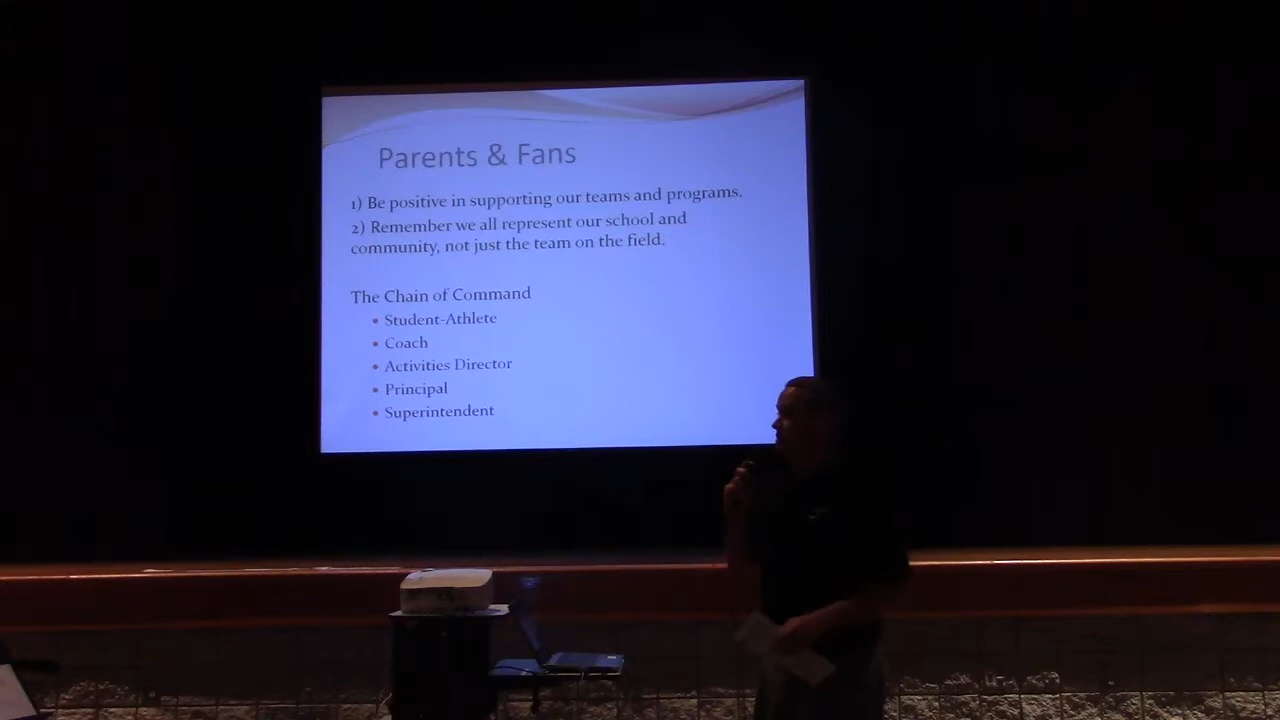 Parents & Fans
1) Be positive in supporting our teams and programs.
2) Remember we all represent our school and
community, not just the team on the field.
The Chain of Command
• Student-Athlete
• Coach
• Activities Director
• Principal
• Superintendent